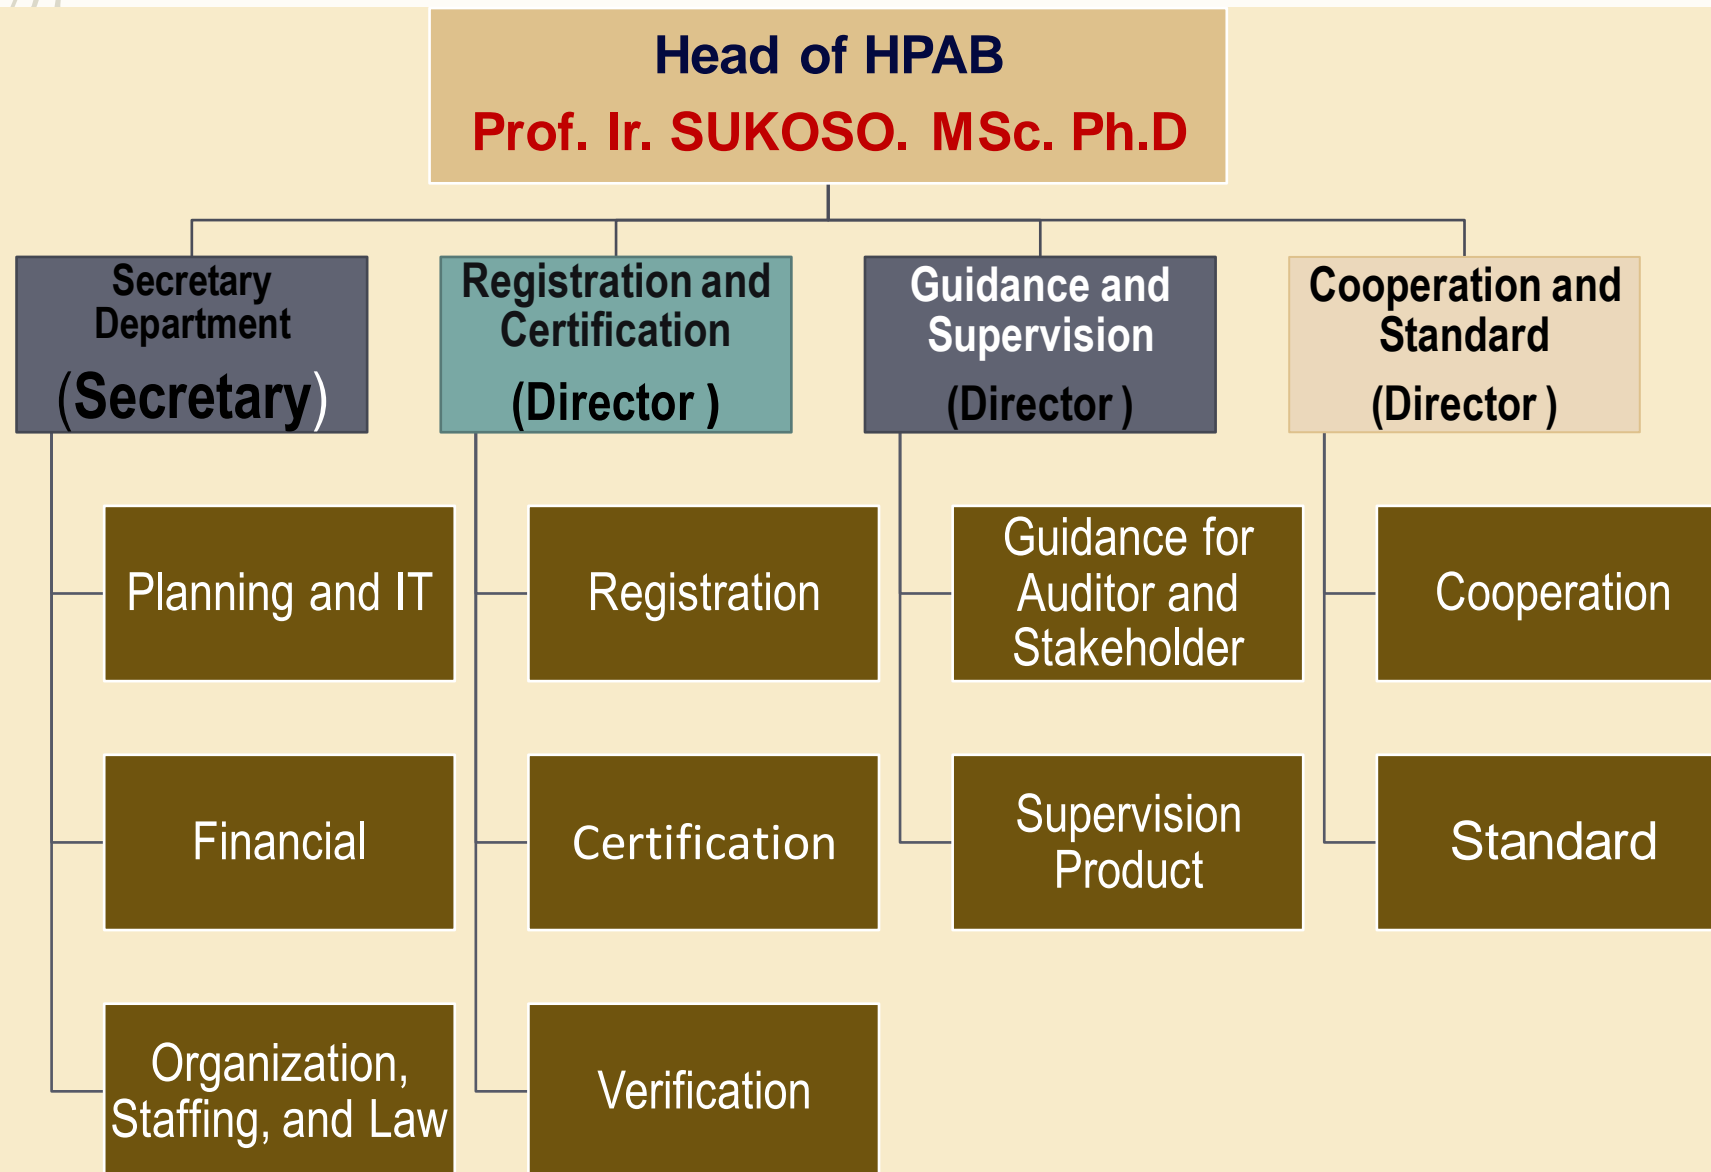 Head of HPAB
Prof. Ir. SUKOSO. MSc. Ph.D
Secretary
Department
(Secretary)
Registration and
Certification
(Director )
Guidance and
Supervision
(Director )
Cooperation and
Standard
(Director )
Planning and IT
Registration
Guidance for
Auditor and
Stakeholder
Cooperation
Financial
Certification
Supervision
Product
Standard
Organization,
Staffing, and Law
Verification